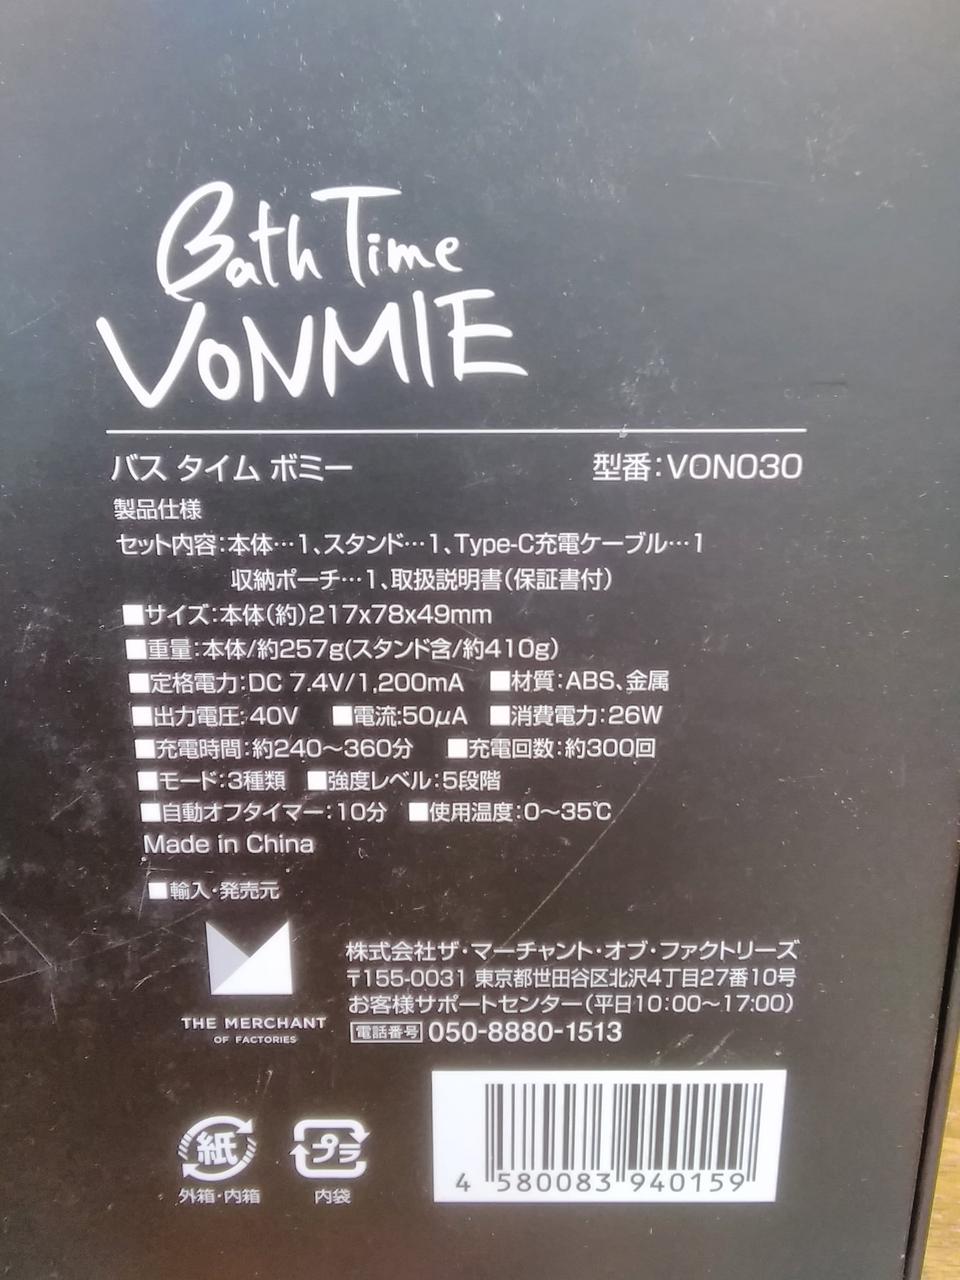 Bath Time
VONMIE
バス タイム ボミー 型番:VON030
製品仕様
セット内容:本体…1、スタンド…1、Type-C充電ケーブル…1
収納ポーチ…1、取扱説明書(保証書付)
■サイズ:本体(約)217x78x49mm
■重量:本体/約257g(スタンド含/約410g)
■定格電力:DC 7.4V/1,200mA ■材質:ABS、金属
■出力電圧:40V ■電流:50μA ■消費電力:26W
■充電時間:約240〜360分 ■充電回数:約300回
■モード:3種類 ■強度レベル:5段階
■自動オフタイマー:10分 ■使用温度:0〜35℃
Made in China
■輸入・発売元
株式会社ザ・マーチャント・オブ・ファクトリーズ
〒155-0031 東京都世田谷区北沢4丁目27番10号
お客様サポートセンター(平日10:00〜17:00)
電話番号 050-8880-1513
THE MERCHANT
OF FACTORIES
紙 プラ
外箱・内箱 内袋
4 580083 940159